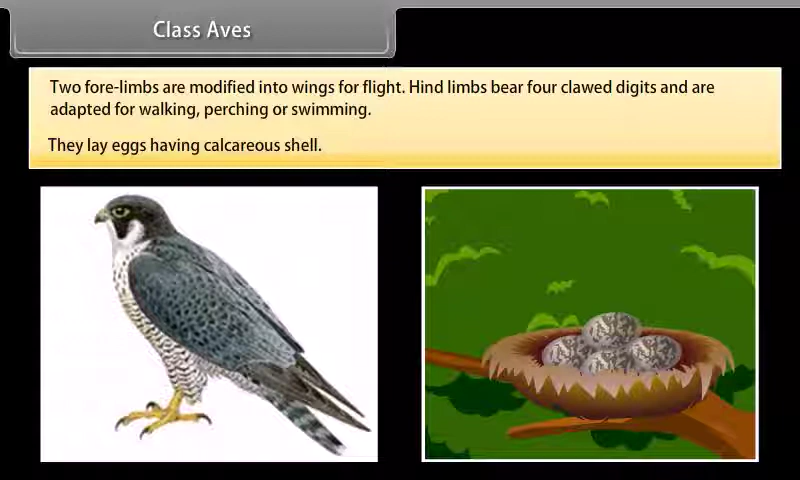 Class Aves
Two fore-limbs are modified into wings for flight. Hind limbs bear four clawed digits and are
adapted for walking, perching or swimming.
They lay eggs having calcareous shell.